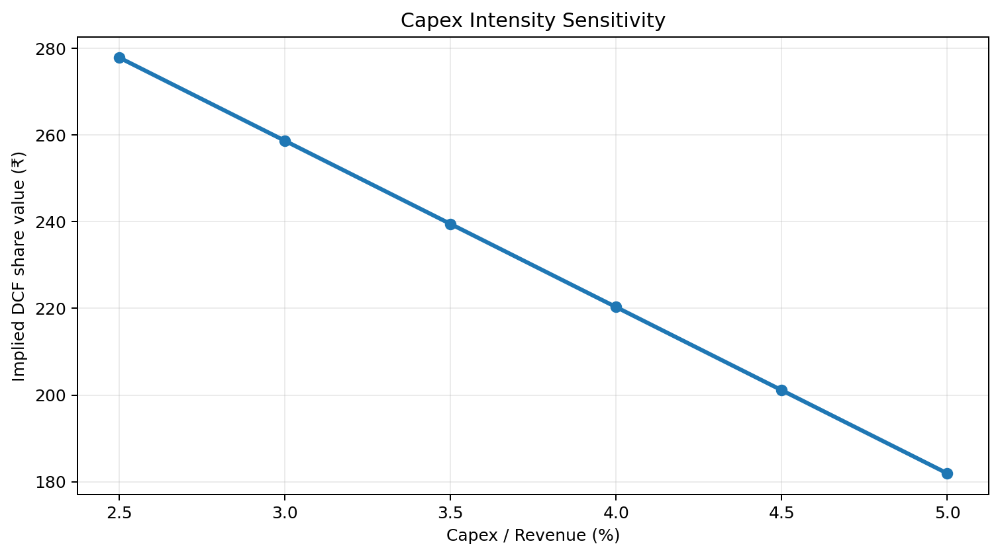 Capex Intensity Sensitivity
Implied DCF share value (₹)
280
260
240
220
200
180
2.5 3.0 3.5 4.0 4.5 5.0
Capex / Revenue (%)